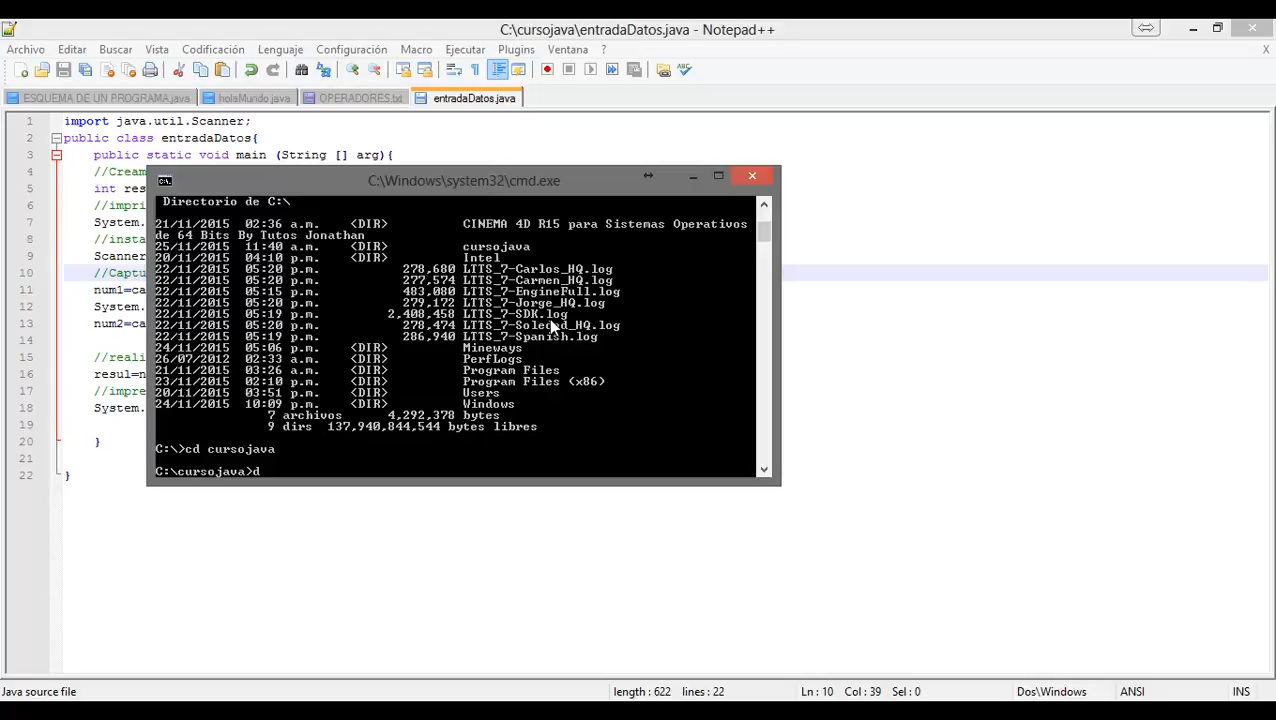 C:\cursojava\entradaDatos.java - Notepad++
Archivo Editar Buscar Vista Codificación Lenguaje Configuración Macro Ejecutar Plugins Ventana ? X
ESQUEMA DE UN PROGRAMA.java holaMundo.java OPERADORES.txt entradaDatos.java
1 import java.util.Scanner;
2 public class entradaDatos{
3 public static void main (String [] arg){
4 //Cream
5 int res
6 //impri
7 System.
8 //insta
9 Scanner
10 //Captu
11 num1=ca
12 System.
13 num2=ca
14
15 //reali
16 resul=n
17 //impre
18 System.
19
20 }
21
22 }
C:\Windows\system32\cmd.exe
Directorio de C:\
21/11/2015 02:36 a.m. <DIR> CINEMA 4D R15 para Sistemas Operativos
de 64 Bits By Tutos Jonathan
25/11/2015 11:40 a.m. <DIR> cursojava
20/11/2015 04:10 p.m. <DIR> Intel
22/11/2015 05:20 p.m. 278,680 LTTS_7-Carlos_HQ.log
22/11/2015 05:20 p.m. 277,574 LTTS_7-Carmen_HQ.log
22/11/2015 05:15 p.m. 483,080 LTTS_7-EngineFull.log
22/11/2015 05:20 p.m. 279,172 LTTS_7-Jorge_HQ.log
22/11/2015 05:19 p.m. 2,408,458 LTTS_7-SDK.log
22/11/2015 05:20 p.m. 278,474 LTTS_7-Soledad_HQ.log
22/11/2015 05:19 p.m. 286,940 LTTS_7-Spanish.log
24/11/2015 05:06 p.m. <DIR> Mineways
26/07/2012 02:33 a.m. <DIR> PerfLogs
21/11/2015 03:26 a.m. <DIR> Program Files
23/11/2015 02:10 p.m. <DIR> Program Files (x86)
20/11/2015 03:51 p.m. <DIR> Users
24/11/2015 10:09 p.m. <DIR> Windows
7 archivos 4,292,378 bytes
9 dirs 137,940,844,544 bytes libres
C:\>cd cursojava
C:\cursojava>d
Java source file length : 622 lines : 22 Ln : 10 Col : 39 Sel : 0 Dos\Windows ANSI INS